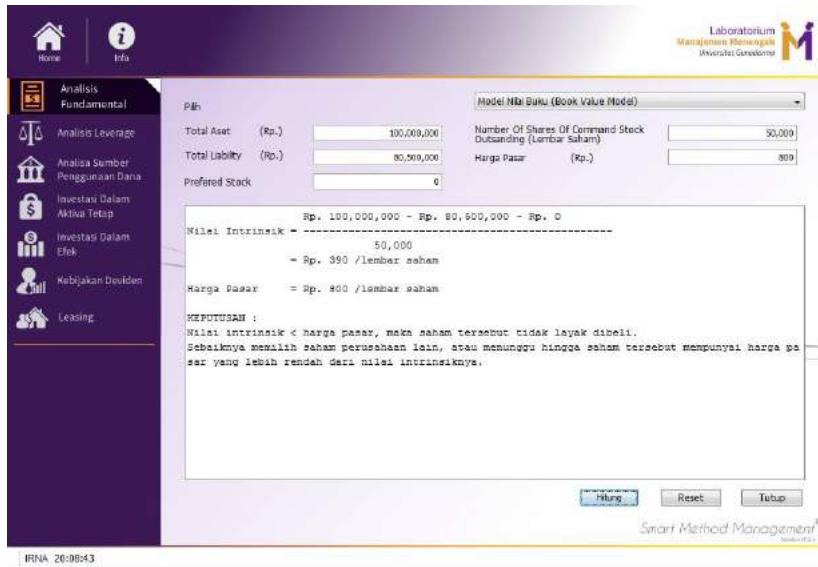 Home
Info
Laboratorium
Manajemen Menengah
Universitas Gunadarma
Analisis
Fundamental
Analisis Leverage
Analisa Sumber
Penggunaan Dana
Investasi Dalam
Aktiva Tetap
Investasi Dalam
Efek
Kebijakan Deviden
Leasing
Pilih
Model Nilai Buku (Book Value Model)
Total Aset (Rp.) 100,000,000
Number Of Shares Of Command Stock
Outsanding (Lembar Saham) 50,000
Total Liabilty (Rp.) 80,500,000
Harga Pasar (Rp.) 800
Prefered Stock 0
Rp. 100,000,000 - Rp. 80,500,000 - Rp. 0
Nilai Intrinsik = --------------------------------------------------
50,000
= Rp. 390 /lembar saham
Harga Pasar = Rp. 800 /lembar saham
KEPUTUSAN :
Nilai intrinsik < harga pasar, maka saham tersebut tidak layak dibeli.
Sebaiknya memilih saham perusahaan lain, atau menunggu hingga saham tersebut mempunyai harga pa
sar yang lebih rendah dari nilai intrinsiknya.
Hitung
Reset
Tutup
Smart Method Management
IRNA 20:08:43